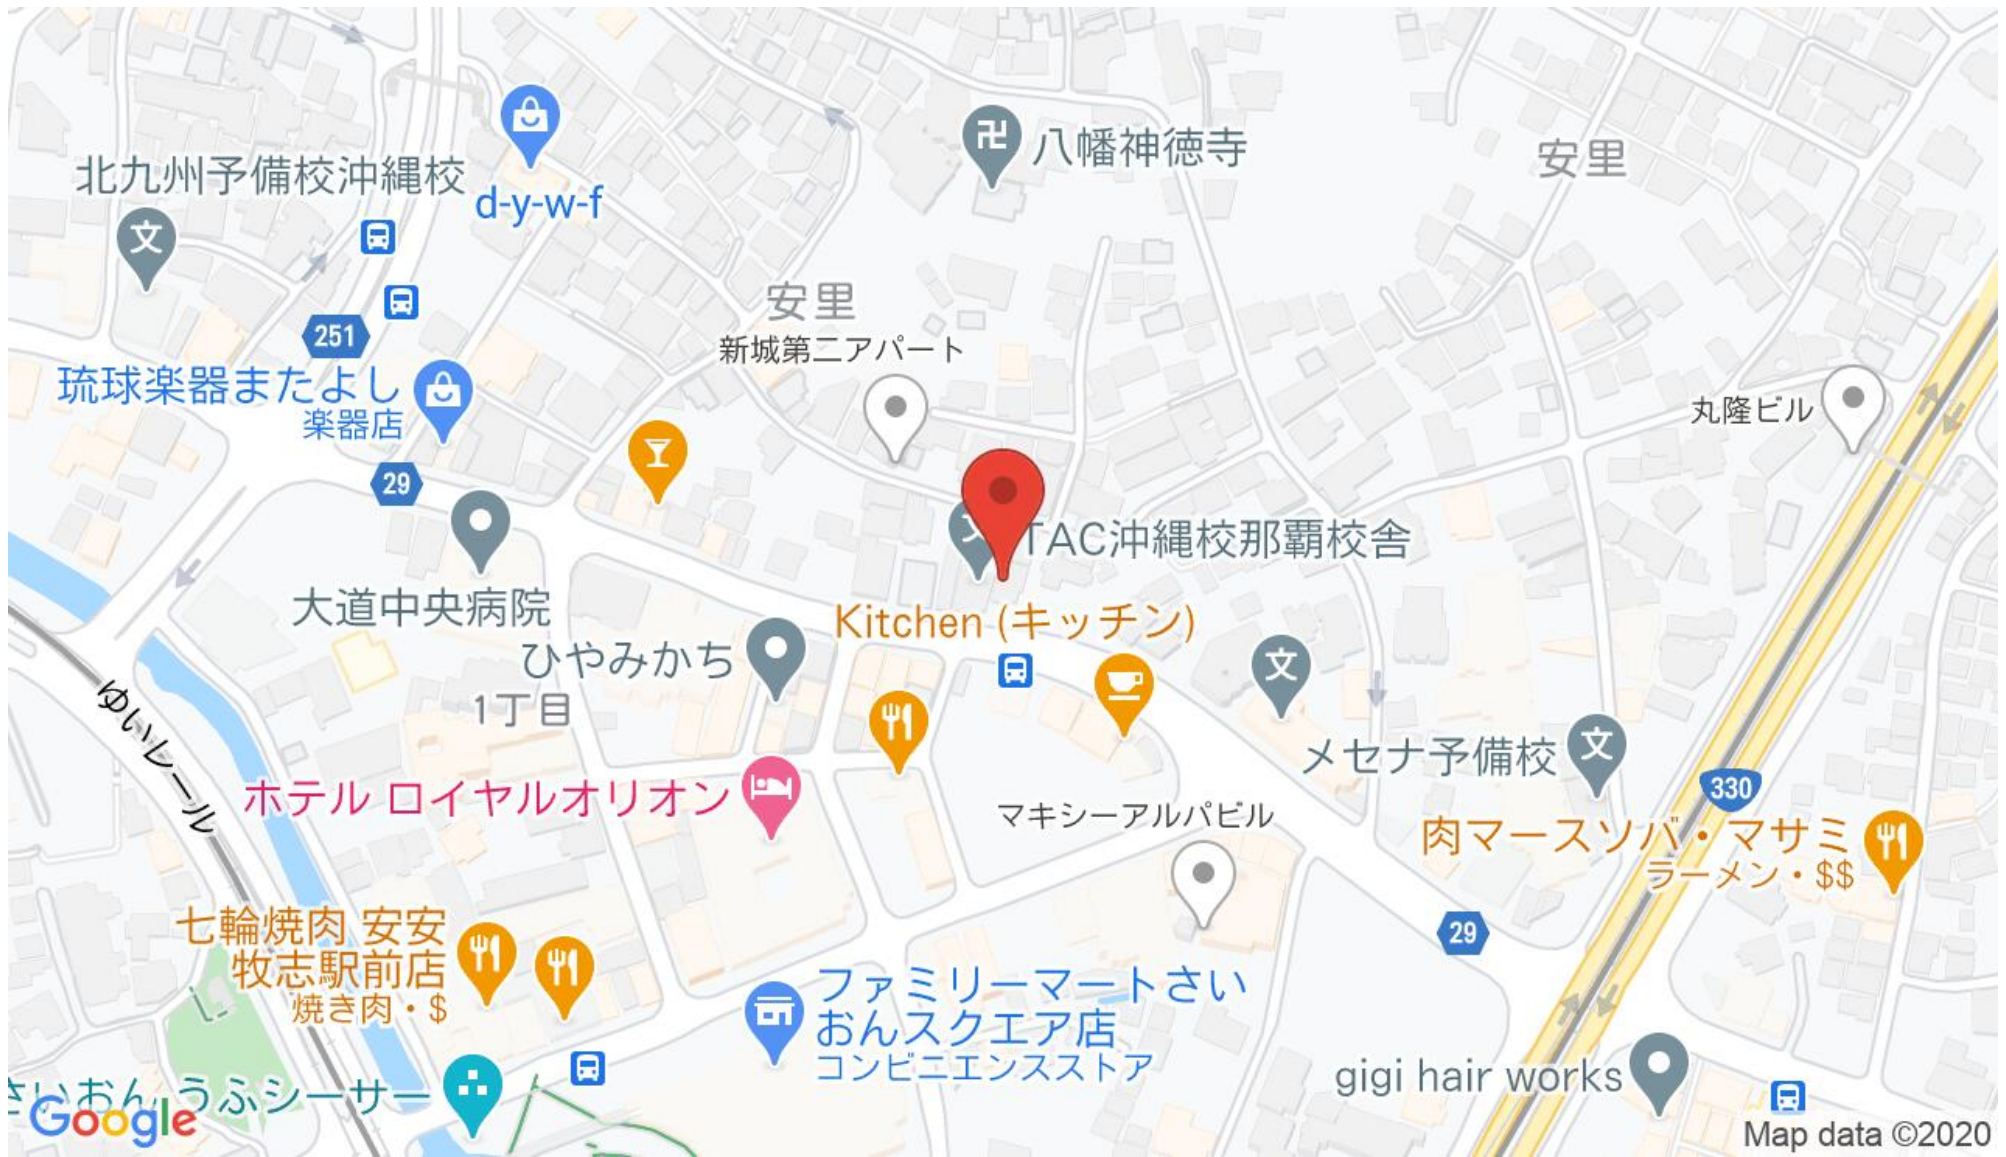 卍
八幡神徳寺
安里
北九州予備校沖縄校
文
d-y-w-f
安里
新城第二アパート
251
琉球楽器またよし
楽器店
丸隆ビル
29
TAC沖縄校那覇校舎
大道中央病院
Kitchen (キッチン)
ひやみかち
文
1丁目
ゆいレール
メセナ予備校
文
ホテル ロイヤルオリオン
330
マキシーアルパビル
肉マースソバ・マサミ
ラーメン・$$
七輪焼肉 安安
牧志駅前店
焼き肉・$
29
ファミリーマートさい
おんスクエア店
コンビニエンスストア
gigi hair works
さいおん うふシーサー
Google
Map data ©2020